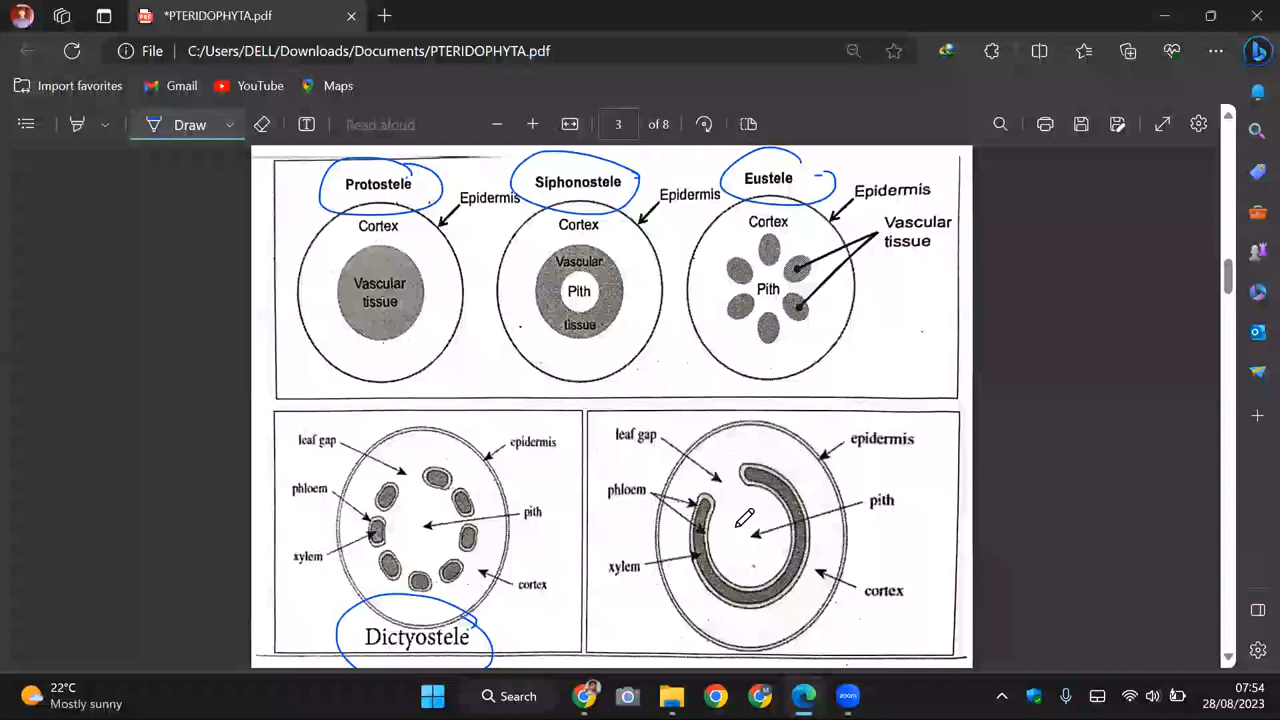 *PTERIDOPHYTA.pdf
File
C:/Users/DELL/Downloads/Documents/PTERIDOPHYTA.pdf
Import favorites
Gmail
YouTube
Maps
Draw
Read aloud
3
of 8
Protostele
Epidermis
Cortex
Vascular
tissue
Siphonostele
Epidermis
Cortex
Vascular
Pith
tissue
Eustele
Epidermis
Cortex
Vascular
tissue
Pith
leaf gap
epidermis
phloem
pith
xylem
cortex
Dictyostele
leaf gap
epidermis
phloem
pith
xylem
cortex
22°C
Mostly sunny
Search
zoom
07:54
28/08/2023